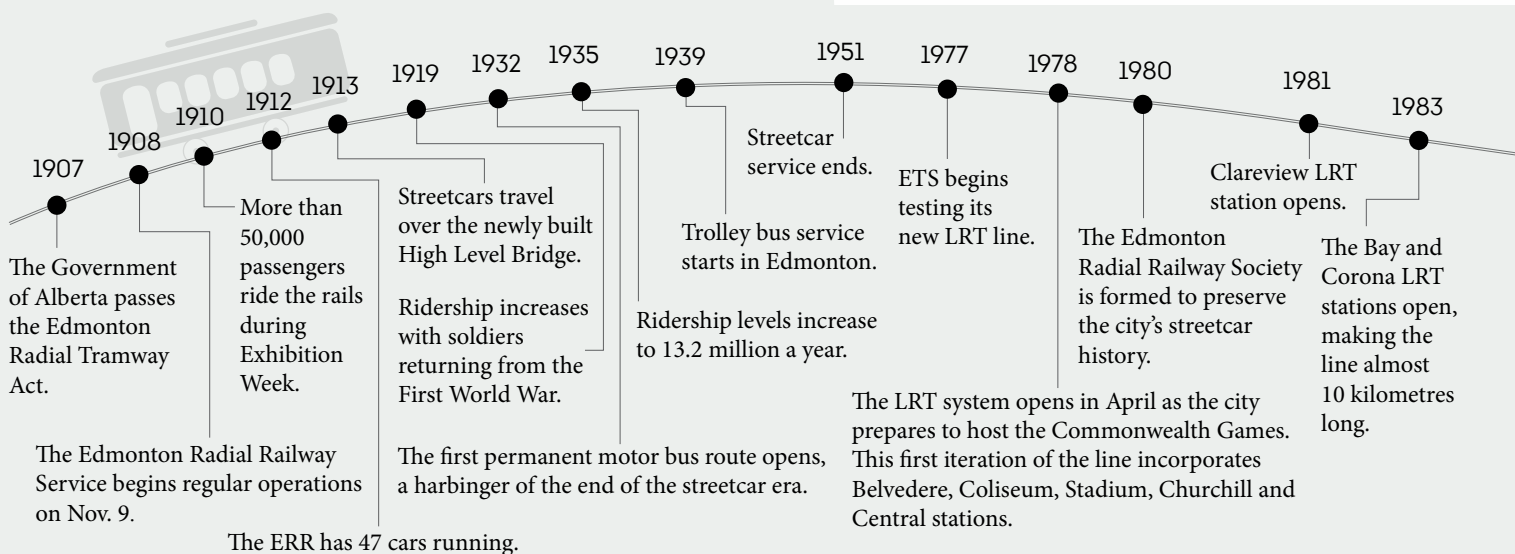 1907
The Government
of Alberta passes
the Edmonton
Radial Tramway
Act.
1908
The Edmonton Radial Railway
Service begins regular operations
on Nov. 9.
1910
More than
50,000
passengers
ride the rails
during
Exhibition
Week.
1912
The ERR has 47 cars running.
1913
Streetcars travel
over the newly built
High Level Bridge.
1919
Ridership increases
with soldiers
returning from the
First World War.
1932
The first permanent motor bus route opens,
a harbinger of the end of the streetcar era.
1935
Ridership levels increase
to 13.2 million a year.
1939
Trolley bus service
starts in Edmonton.
1951
Streetcar
service ends.
1977
ETS begins
testing its
new LRT line.
1978
The LRT system opens in April as the city
prepares to host the Commonwealth Games.
This first iteration of the line incorporates
Belvedere, Coliseum, Stadium, Churchill and
Central stations.
1980
The Edmonton
Radial Railway Society
is formed to preserve
the city’s streetcar
history.
1981
Clareview LRT
station opens.
1983
The Bay and
Corona LRT
stations open,
making the
line almost
10 kilometres
long.